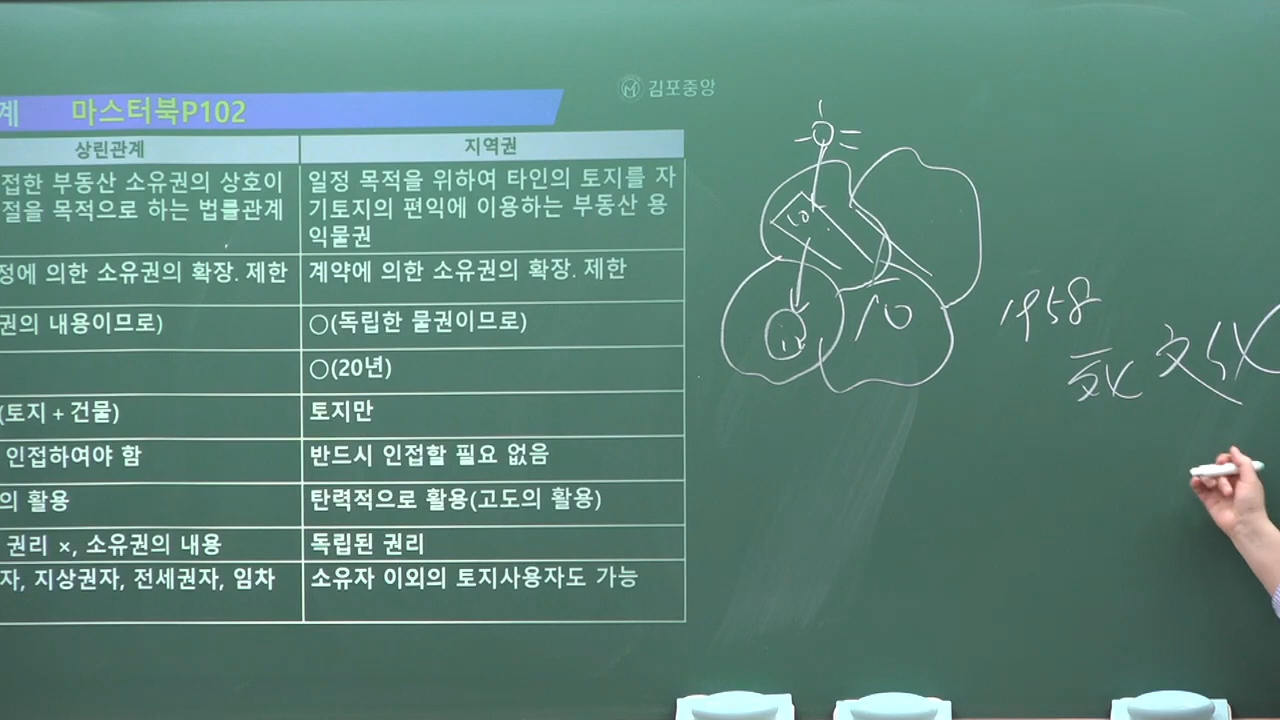 김포중앙
계 마스터북P102
상린관계 지역권
접한 부동산 소유권의 상호이 일정 목적을 위하여 타인의 토지를 자
절을 목적으로 하는 법률관계 기토지의 편익에 이용하는 부동산 용
익물권
정에 의한 소유권의 확장. 제한 계약에 의한 소유권의 확장. 제한
권의 내용이므로) ○(독립한 물권이므로)
○(20년)
(토지 + 건물) 토지만
인접하여야 함 반드시 인접할 필요 없음
의 활용 탄력적으로 활용(고도의 활용)
권리 ×, 소유권의 내용 독립된 권리
자, 지상권자, 전세권자, 임차 소유자 이외의 토지사용자도 가능
10
10
1958